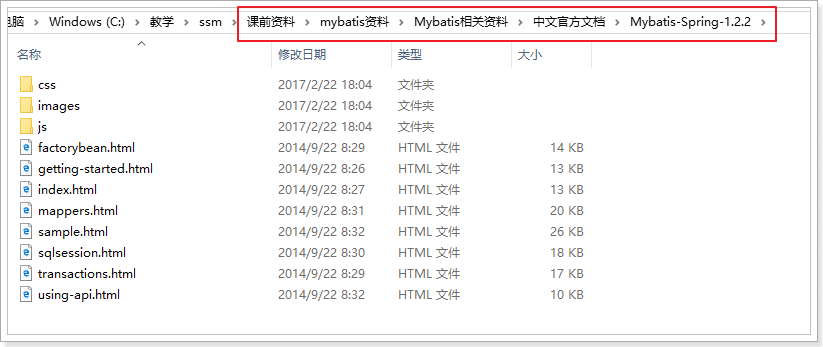 电脑 › Windows (C:) › 教学 › ssm › 课前资料 › mybatis资料 › Mybatis相关资料 › 中文官方文档 › Mybatis-Spring-1.2.2 ›
名称 修改日期 类型 大小
css 2017/2/22 18:04 文件夹
images 2017/2/22 18:04 文件夹
js 2017/2/22 18:04 文件夹
factorybean.html 2014/9/22 8:29 HTML 文件 14 KB
getting-started.html 2014/9/22 8:26 HTML 文件 13 KB
index.html 2014/9/22 8:27 HTML 文件 13 KB
mappers.html 2014/9/22 8:31 HTML 文件 20 KB
sample.html 2014/9/22 8:32 HTML 文件 26 KB
sqlsession.html 2014/9/22 8:30 HTML 文件 18 KB
transactions.html 2014/9/22 8:29 HTML 文件 17 KB
using-api.html 2014/9/22 8:32 HTML 文件 10 KB